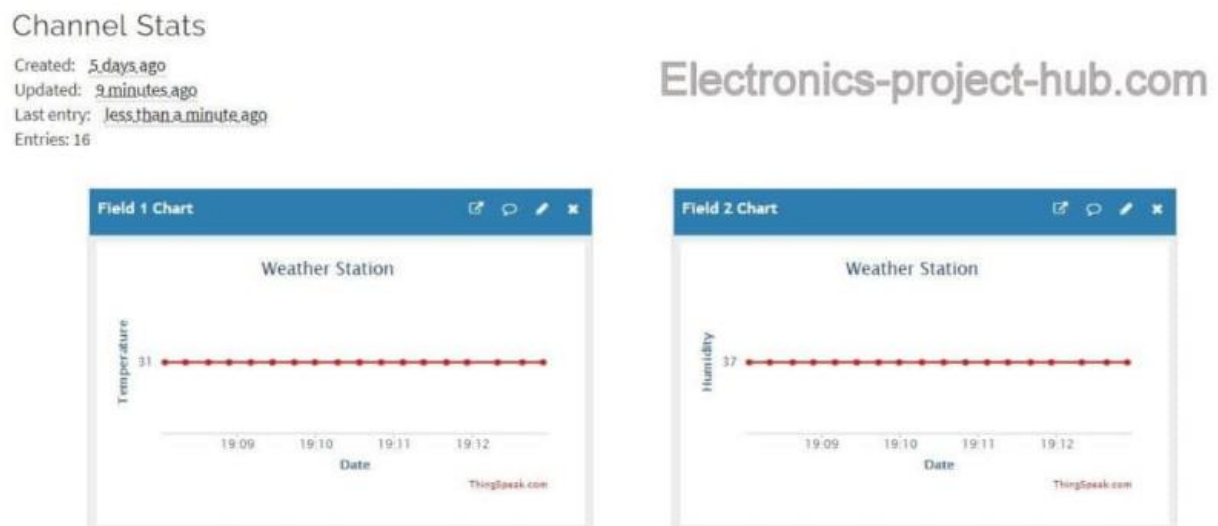 Channel Stats
Created: 5 days ago
Updated: 9 minutes ago
Last entry: less than a minute ago
Entries: 16
Electronics-project-hub.com
Field 1 Chart
Weather Station
Temperature
31
19:09 19:10 19:11 19:12
Date
ThingSpeak.com
Field 2 Chart
Weather Station
Humidity
37
19:09 19:10 19:11 19:12
Date
ThingSpeak.com